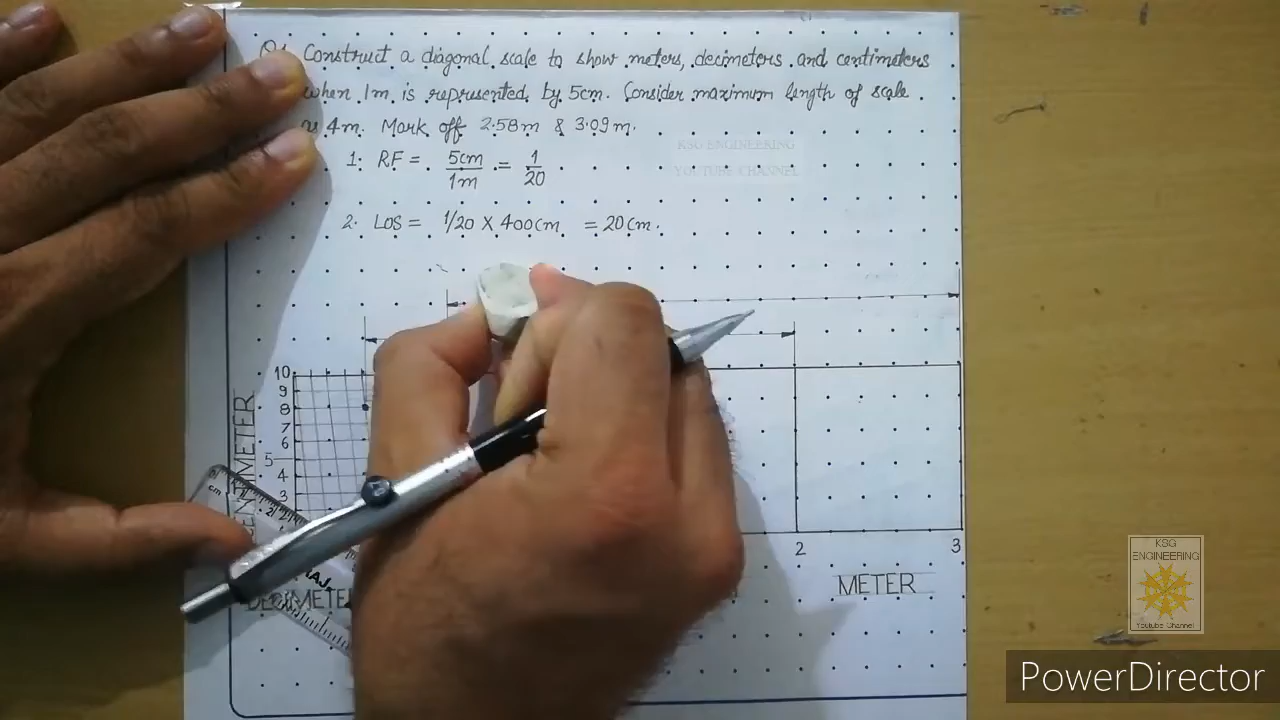 Construct a diagonal scale to show meters, decimeters and centimeters
when 1m is represented by 5cm. Consider maximum length of scale
as 4m. Mark off 2.58m & 3.09m.
KSG ENGINEERING
YOUTUBE CHANNEL
1. RF = 5cm/1m = 1/20
2. LOS = 1/20 X 400cm = 20cm.
10
9
8
7
6
5
4
3
cm
2
3
METER
KSG
ENGINEERING
Youtube Channel
PowerDirector